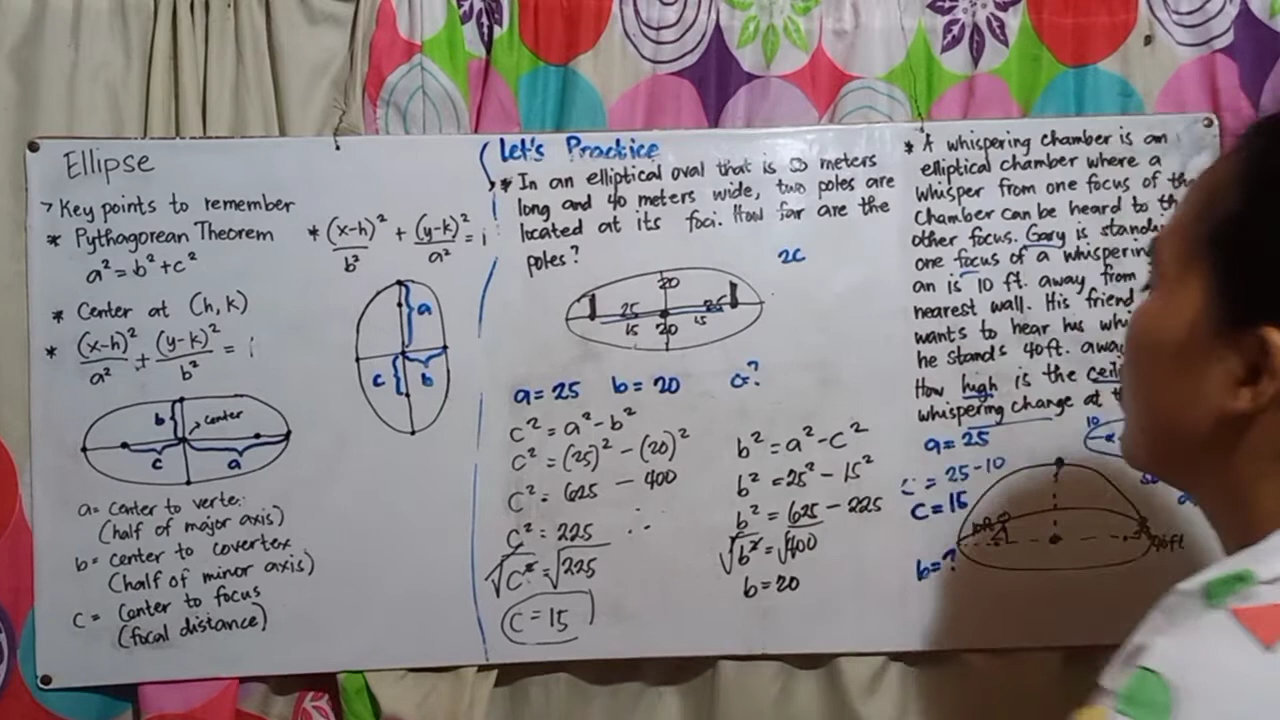 Ellipse
> Key points to remember
* Pythagorean Theorem
a² = b² + c²
* Center at (h, k)
* (x-h)²/a² + (y-k)²/b² = 1
b
center
c
a
a = center to verte
(half of major axis)
b = center to covertex
(half of minor axis)
c = center to focus
(focal distance)
* (x-h)²/b² + (y-k)²/a² = 1
a
c
b
Let's Practice
* In an elliptical oval that is 50 meters
long and 40 meters wide, two poles are
located at its foci. How far are the
poles?
2c
20
25
25
15
20
15
a = 25 b = 20 c?
c² = a² - b²
c² = (25)² - (20)²
c² = 625 - 400
c² = 225
√c² = √225
c = 15
b² = a² - c²
b² = 25² - 15²
b² = 625 - 225
√b² = √400
b = 20
* A whispering chamber is an
elliptical chamber where a
whisper from one focus of th
chamber can be heard to th
other focus. Gary is stand
one focus of a whispering
an is 10 ft. away from
nearest wall. His friend
wants to hear his whi
he stands 40ft. away
How high is the ceili
whispering change at t
a = 25
c = 25 - 10
c = 15
b = ?
10
?
40ft